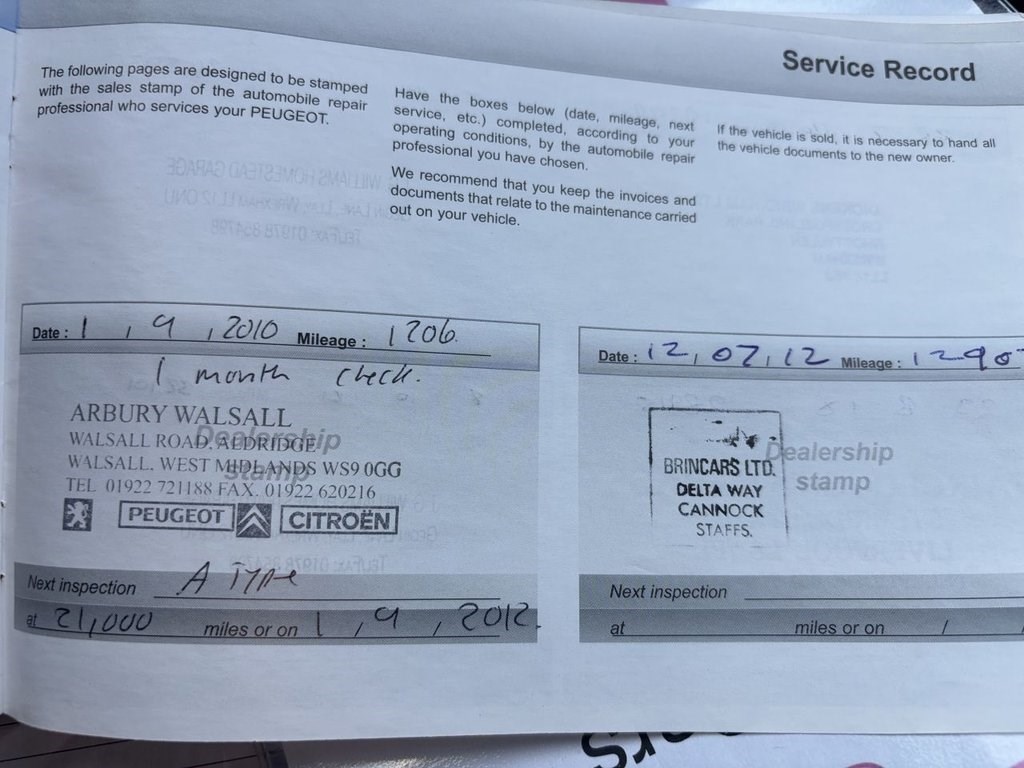 Service Record
The following pages are designed to be stamped
with the sales stamp of the automobile repair
professional who services your PEUGEOT.
Have the boxes below (date, mileage, next
service, etc.) completed, according to your
operating conditions, by the automobile repair
professional you have chosen.
We recommend that you keep the invoices and
documents that relate to the maintenance carried
out on your vehicle.
If the vehicle is sold, it is necessary to hand all
the vehicle documents to the new owner.
Date : 1 , 9 , 2010 Mileage : 1206
1 month check.
Dealership
stamp
ARBURY WALSALL
WALSALL ROAD, ALDRIDGE
WALSALL. WEST MIDLANDS WS9 0GG
TEL 01922 721188 FAX. 01922 620216
PEUGEOT CITROËN
Next inspection A Type
at 21,000 miles or on 1 , 9 , 2012.
Date : 12, 07, 12 Mileage : 1290
Dealership
stamp
BRINCARS LTD.
DELTA WAY
CANNOCK
STAFFS.
Next inspection
at miles or on / /